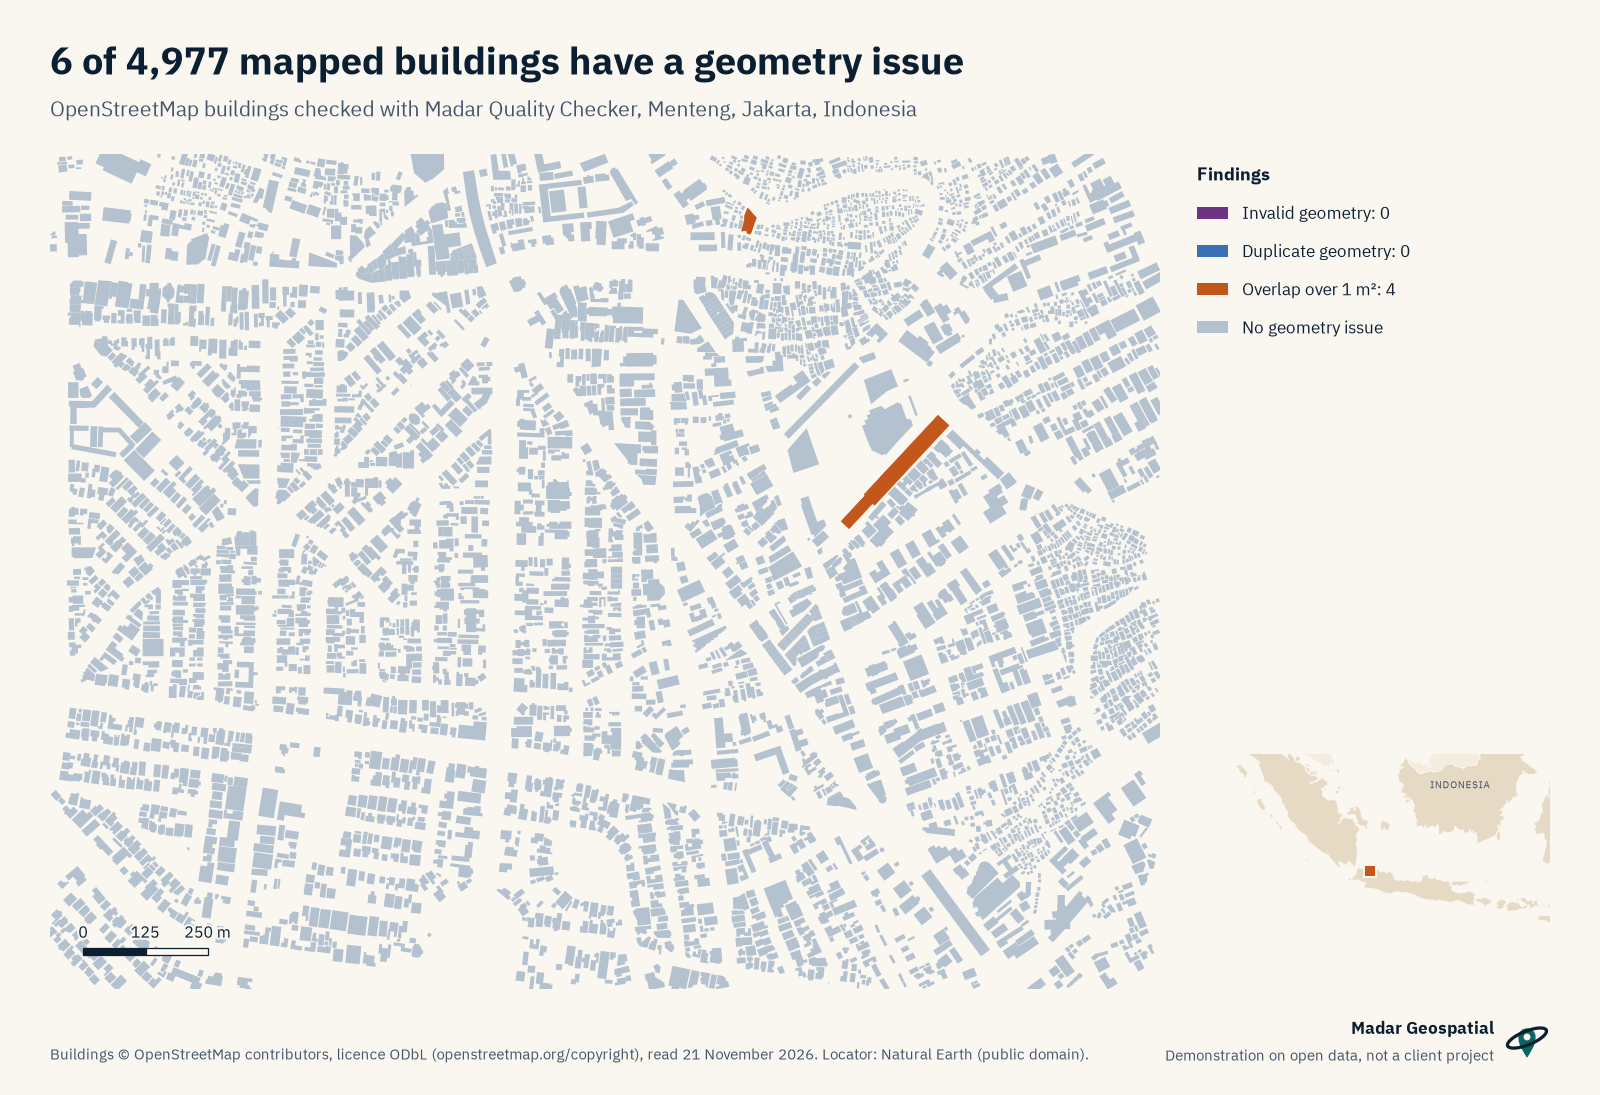 6 of 4,977 mapped buildings have a geometry issue
OpenStreetMap buildings checked with Madar Quality Checker, Menteng, Jakarta, Indonesia
Findings
Invalid geometry: 0
Duplicate geometry: 0
Overlap over 1 m²: 4
No geometry issue
INDONESIA
0 125 250 m
Madar Geospatial
Buildings © OpenStreetMap contributors, licence ODbL (openstreetmap.org/copyright), read 21 November 2026. Locator: Natural Earth (public domain).
Demonstration on open data, not a client project